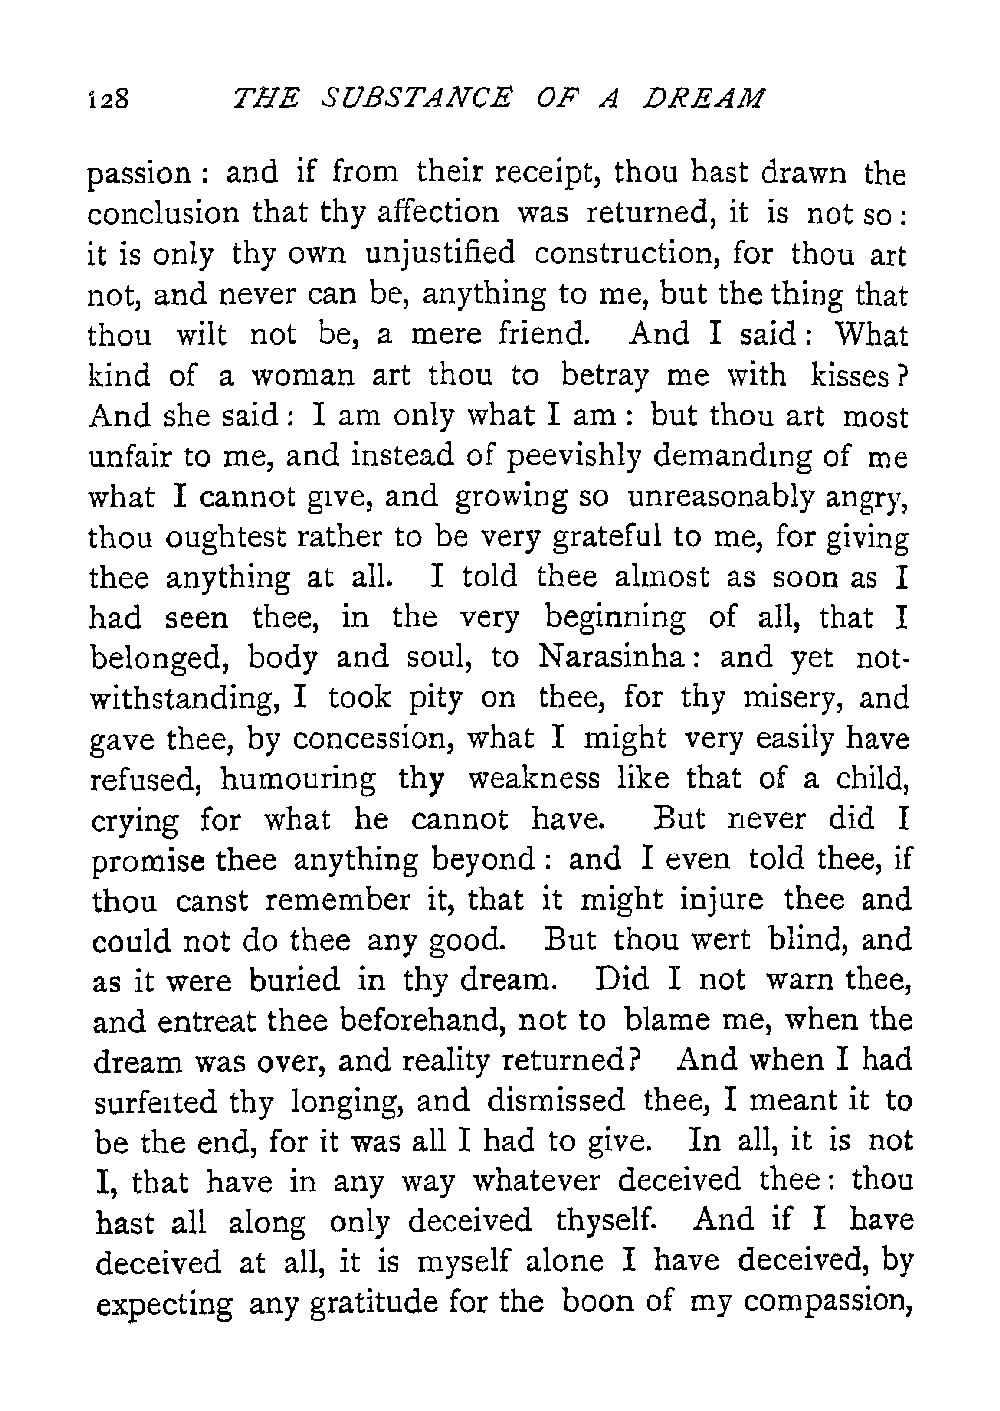 128 THE SUBSTANCE OF A DREAM
passion : and if from their receipt, thou hast drawn the
conclusion that thy affection was returned, it is not so :
it is only thy own unjustified construction, for thou art
not, and never can be, anything to me, but the thing that
thou wilt not be, a mere friend. And I said : What
kind of a woman art thou to betray me with kisses ?
And she said : I am only what I am : but thou art most
unfair to me, and instead of peevishly demanding of me
what I cannot give, and growing so unreasonably angry,
thou oughtest rather to be very grateful to me, for giving
thee anything at all. I told thee almost as soon as I
had seen thee, in the very beginning of all, that I
belonged, body and soul, to Narasinha : and yet not-
withstanding, I took pity on thee, for thy misery, and
gave thee, by concession, what I might very easily have
refused, humouring thy weakness like that of a child,
crying for what he cannot have. But never did I
promise thee anything beyond : and I even told thee, if
thou canst remember it, that it might injure thee and
could not do thee any good. But thou wert blind, and
as it were buried in thy dream. Did I not warn thee,
and entreat thee beforehand, not to blame me, when the
dream was over, and reality returned? And when I had
surfeited thy longing, and dismissed thee, I meant it to
be the end, for it was all I had to give. In all, it is not
I, that have in any way whatever deceived thee : thou
hast all along only deceived thyself. And if I have
deceived at all, it is myself alone I have deceived, by
expecting any gratitude for the boon of my compassion,